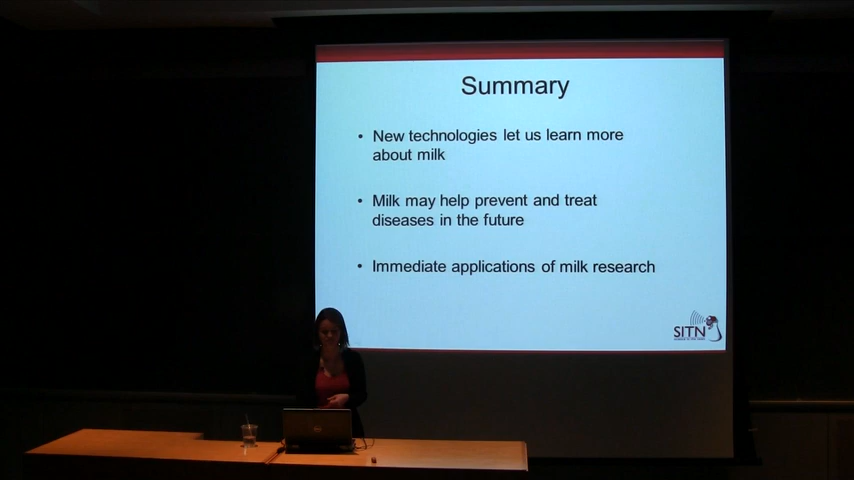 Summary
• New technologies let us learn more
about milk
• Milk may help prevent and treat
diseases in the future
• Immediate applications of milk research
SITN